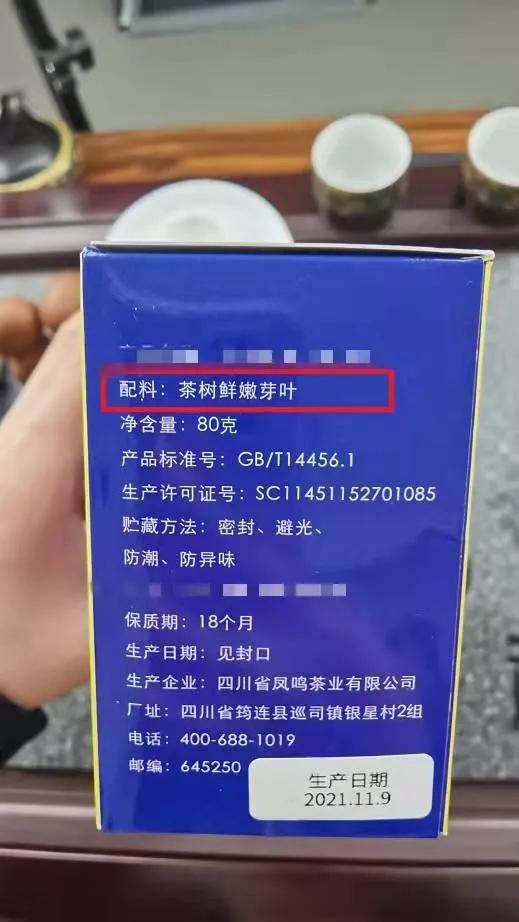 配料：茶树鲜嫩芽叶
净含量：80克
产品标准号：GB/T14456.1
生产许可证号：SC11451152701085
贮藏方法：密封、避光、
防潮、防异味
保质期：18个月
生产日期：见封口
生产企业：四川省凤鸣茶业有限公司
厂址：四川省筠连县巡司镇银星村2组
电话：400-688-1019
邮编：645250
生产日期
2021.11.9